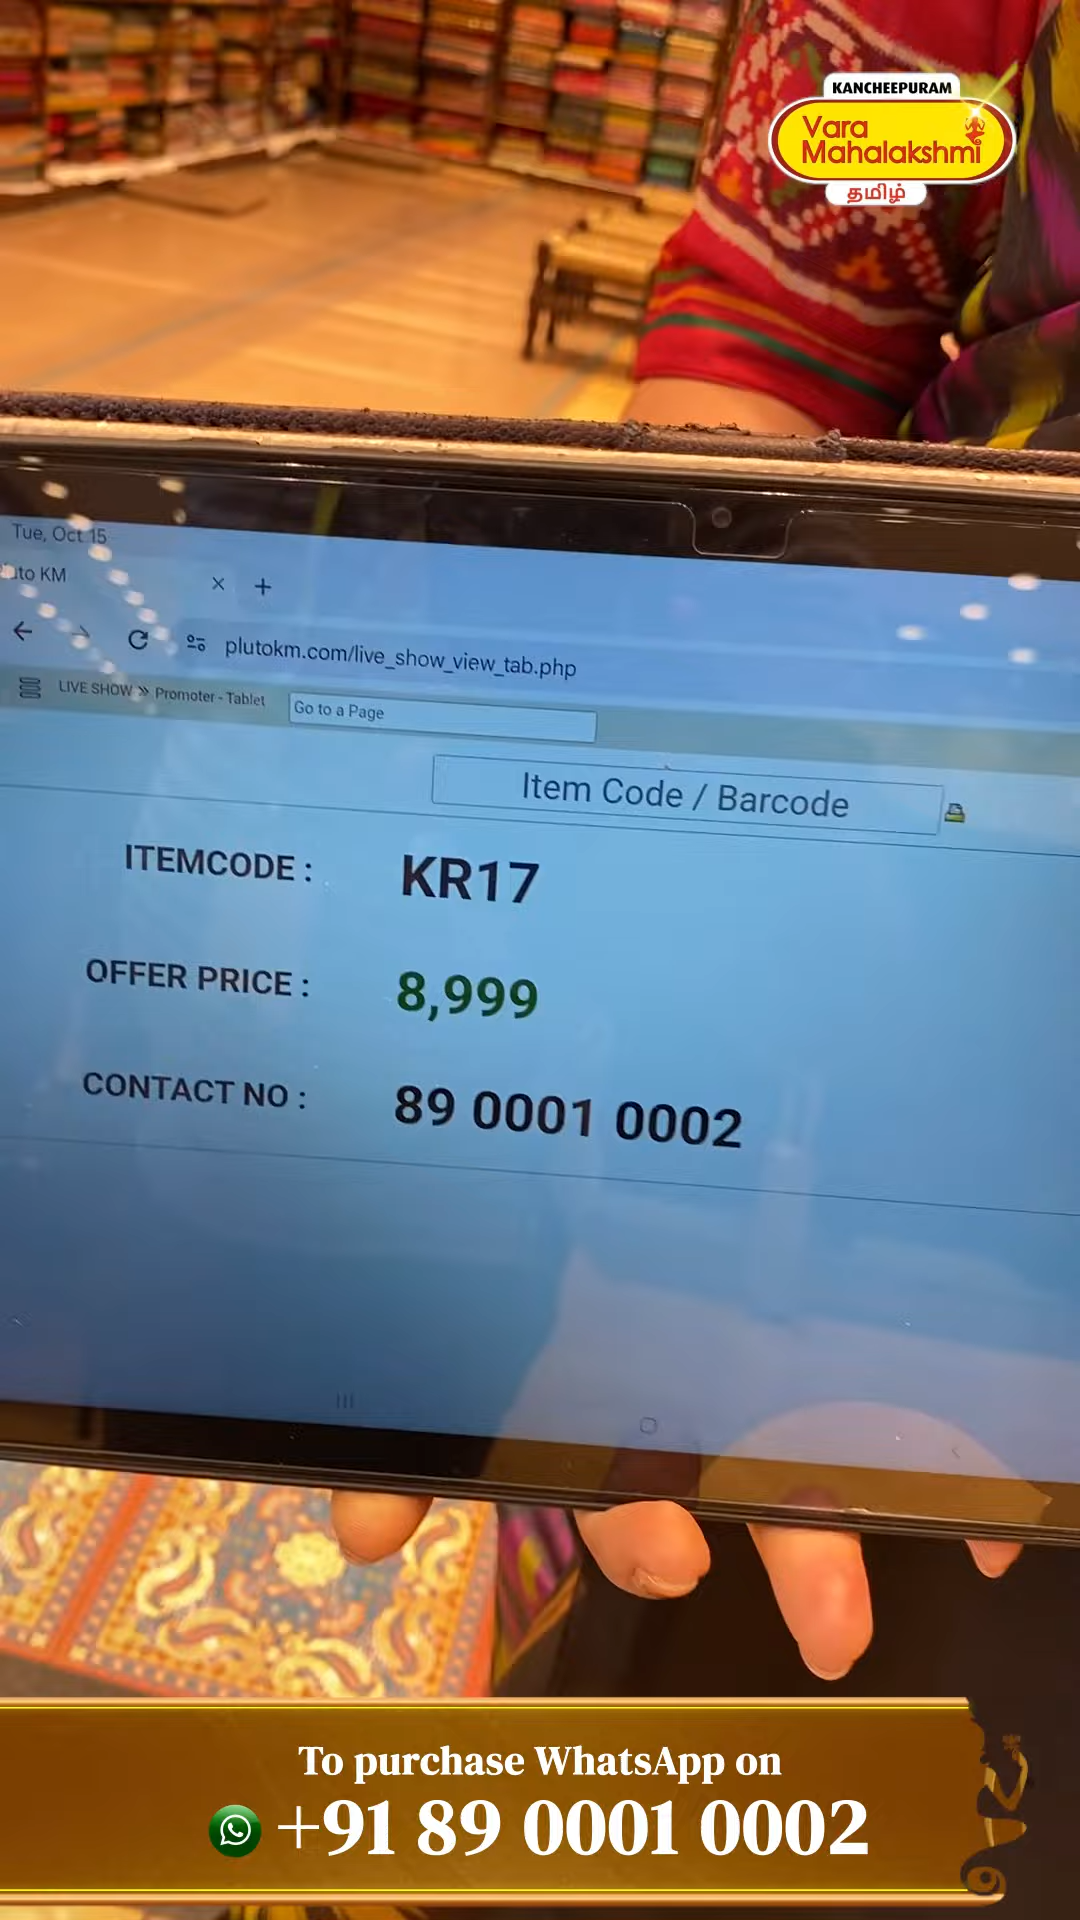 KANCHEEPURAM
Vara
Mahalakshmi
தமிழ்
Tue, Oct 15
uto KM
plutokm.com/live_show_view_tab.php
LIVE SHOW » Promoter - Tablet
Go to a Page
Item Code / Barcode
ITEMCODE : KR17
OFFER PRICE : 8,999
CONTACT NO : 89 0001 0002
To purchase WhatsApp on
+91 89 0001 0002